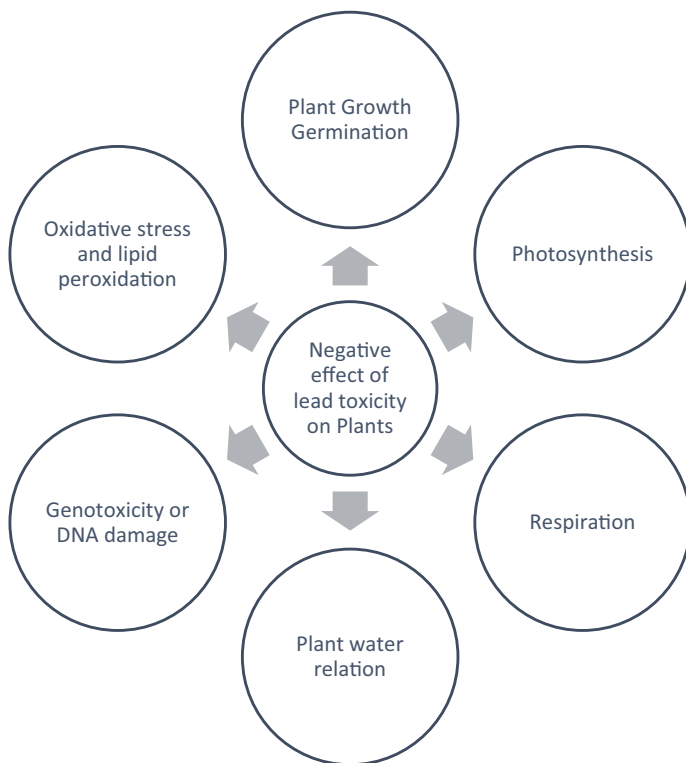 Plant Growth
Germination
Oxidative stress
and lipid
peroxidation
Photosynthesis
Negative
effect of
lead toxicity
on Plants
Genotoxicity or
DNA damage
Respiration
Plant water
relation